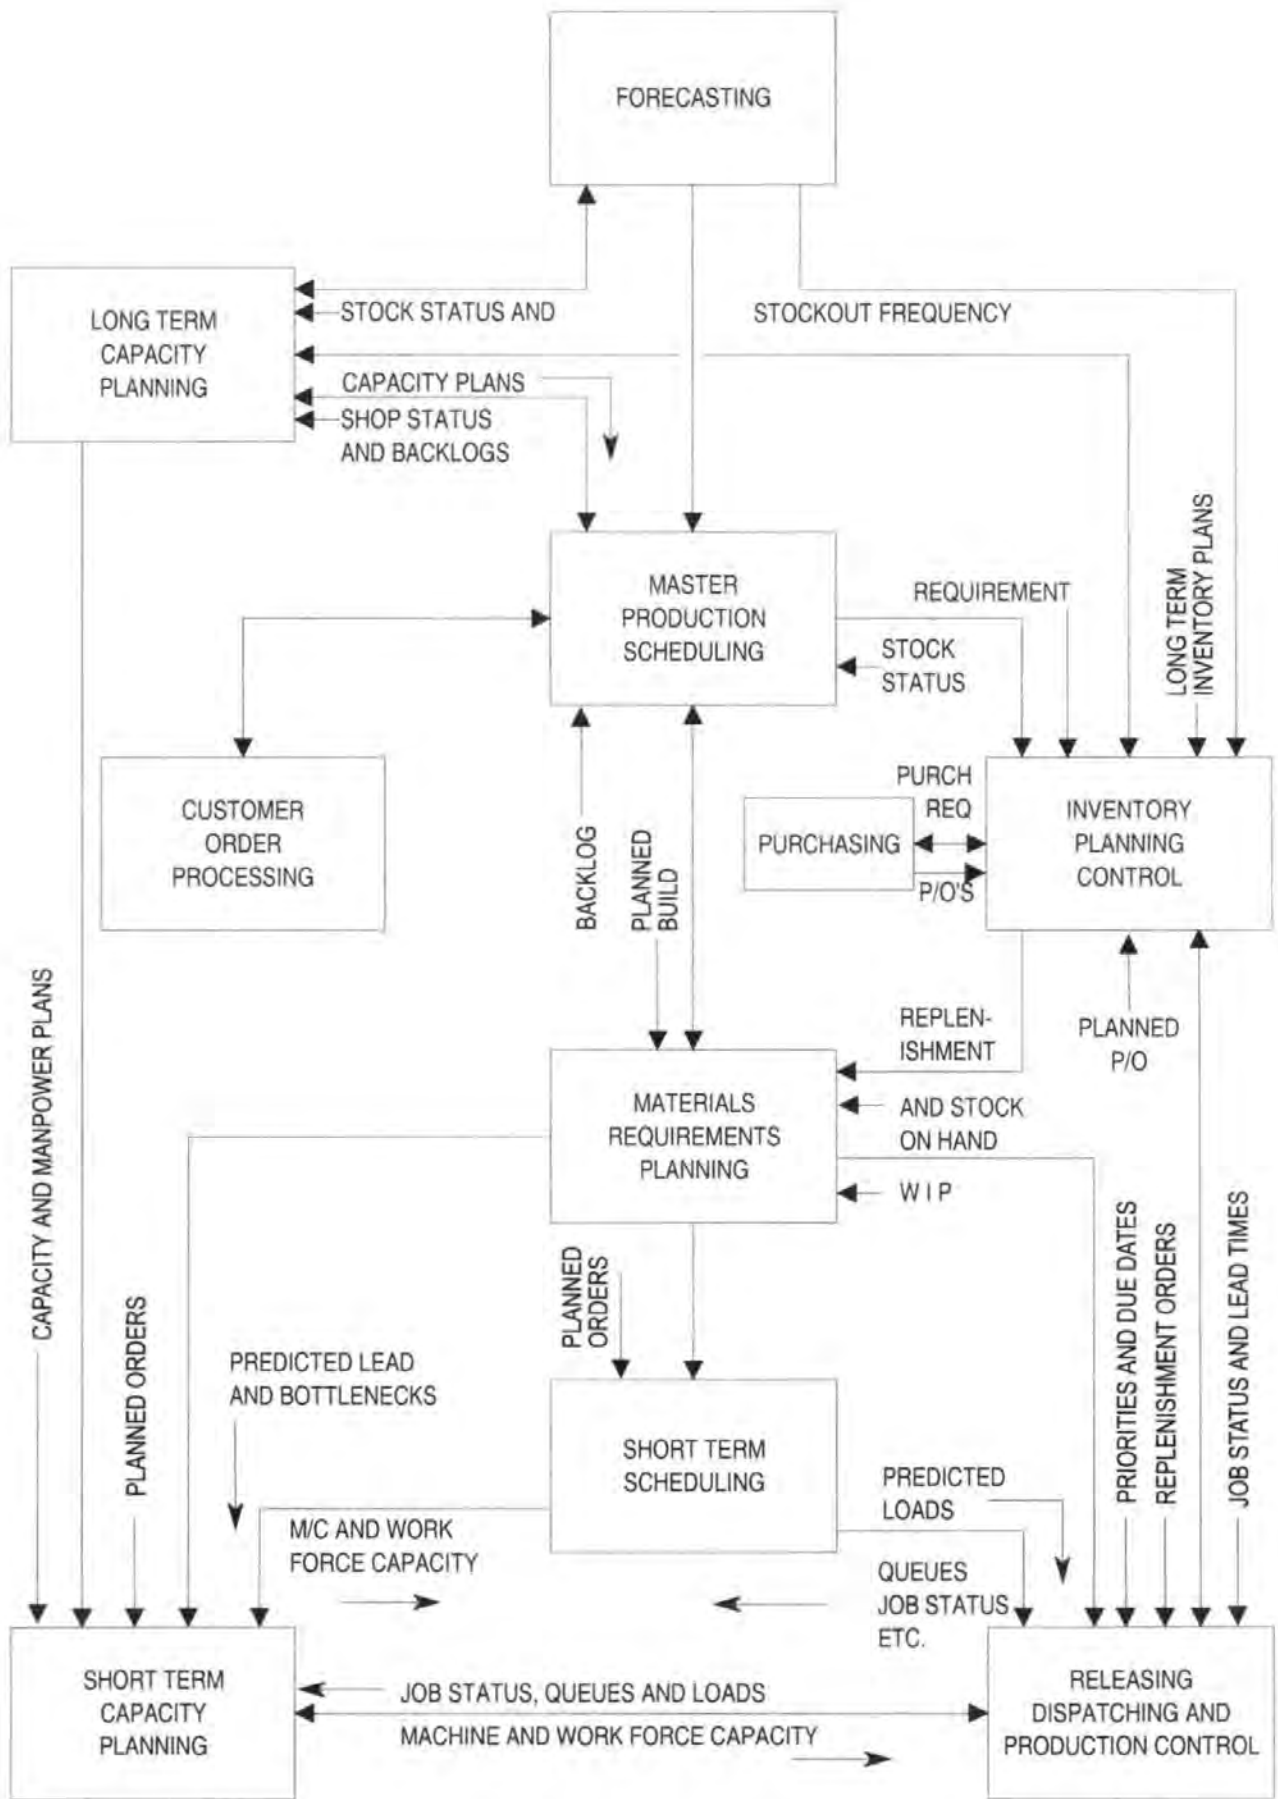 FORECASTING
LONG TERM
CAPACITY
PLANNING
STOCK STATUS AND
STOCKOUT FREQUENCY
CAPACITY PLANS
SHOP STATUS
AND BACKLOGS
MASTER
PRODUCTION
SCHEDULING
REQUIREMENT
STOCK
STATUS
LONG TERM
INVENTORY PLANS
CUSTOMER
ORDER
PROCESSING
BACKLOG
PLANNED
BUILD
PURCHASING
PURCH
REQ
P/O'S
INVENTORY
PLANNING
CONTROL
REPLEN-
ISHMENT
PLANNED
P/O
MATERIALS
REQUIREMENTS
PLANNING
AND STOCK
ON HAND
W I P
CAPACITY AND MANPOWER PLANS
PLANNED ORDERS
PREDICTED LEAD
AND BOTTLENECKS
PLANNED
ORDERS
SHORT TERM
SCHEDULING
PREDICTED
LOADS
PRIORITIES AND DUE DATES
REPLENISHMENT ORDERS
JOB STATUS AND LEAD TIMES
M/C AND WORK
FORCE CAPACITY
QUEUES
JOB STATUS
ETC.
SHORT TERM
CAPACITY
PLANNING
JOB STATUS, QUEUES AND LOADS
MACHINE AND WORK FORCE CAPACITY
RELEASING
DISPATCHING AND
PRODUCTION CONTROL